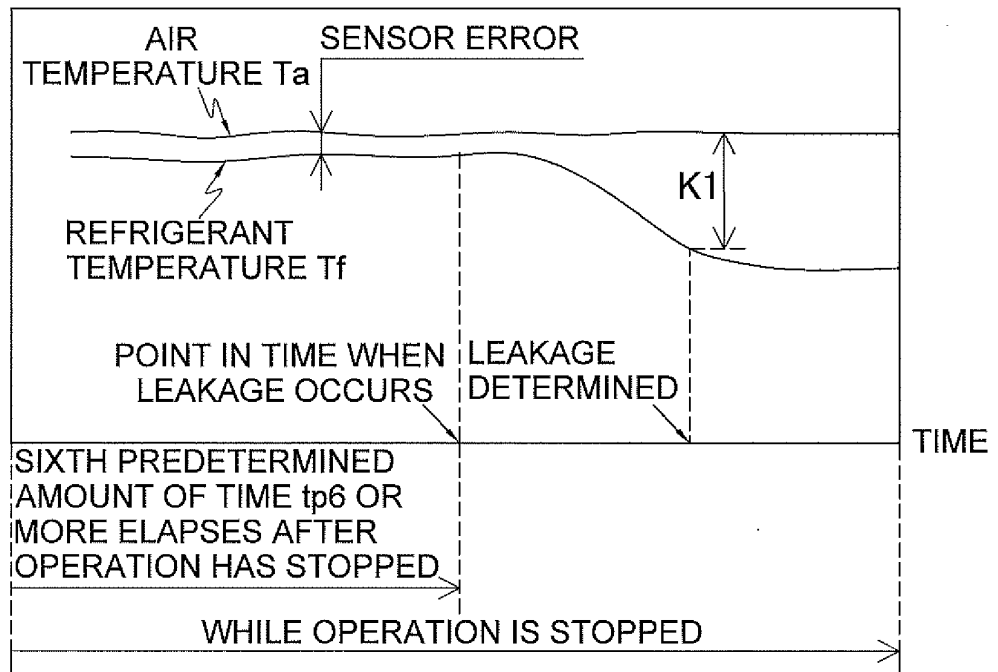 AIR
TEMPERATURE Ta
SENSOR ERROR
K1
REFRIGERANT
TEMPERATURE Tf
POINT IN TIME WHEN
LEAKAGE OCCURS
LEAKAGE
DETERMINED
TIME
SIXTH PREDETERMINED
AMOUNT OF TIME tp6 OR
MORE ELAPSES AFTER
OPERATION HAS STOPPED
WHILE OPERATION IS STOPPED